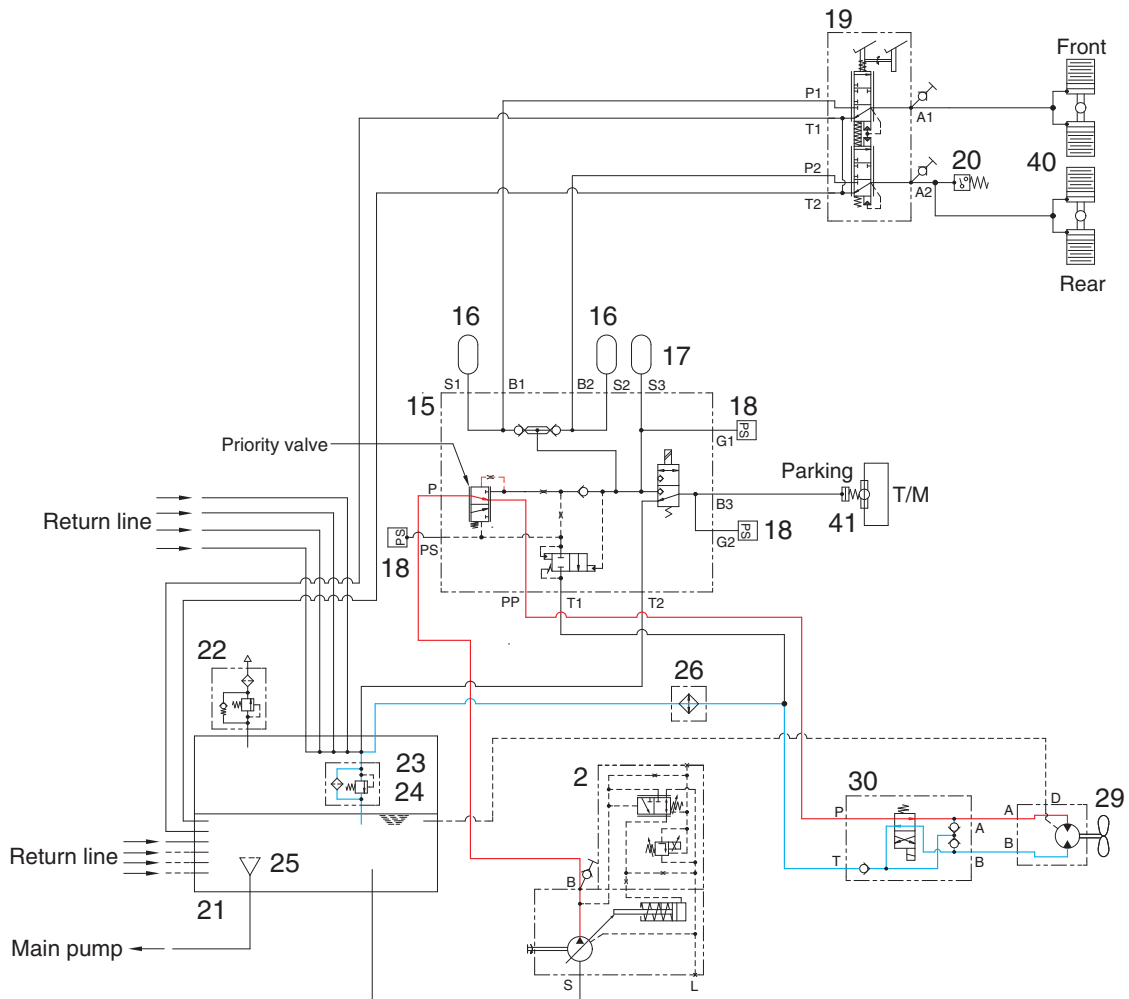 19
Front
P1
T1
A1
P2
20
40
T2
A2
Rear
16
16
17
S1
B1
B2
S2
S3
15
18
PS
G1
Priority valve
Parking
P
T/M
Return line
B3
41
PS
18
G2
PS
18
PS
PP
T1
T2
22
26
23
24
2
30
D
29
P
A
A
Return line
B
B
T
25
B
21
Main pump
S
L